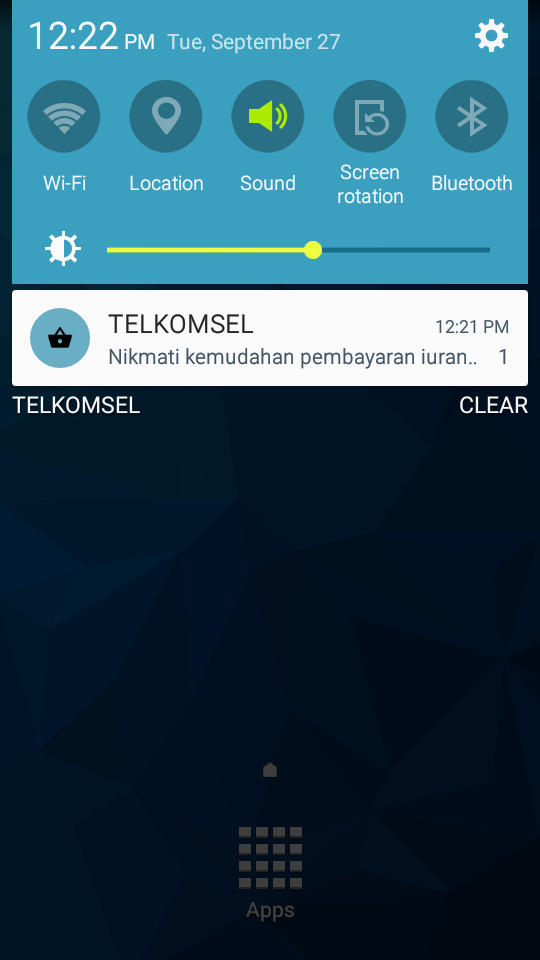 12:22 PM Tue, September 27
Wi-Fi Location Sound Screen rotation Bluetooth
TELKOMSEL 12:21 PM
Nikmati kemudahan pembayaran iuran.. 1
TELKOMSEL CLEAR
Apps